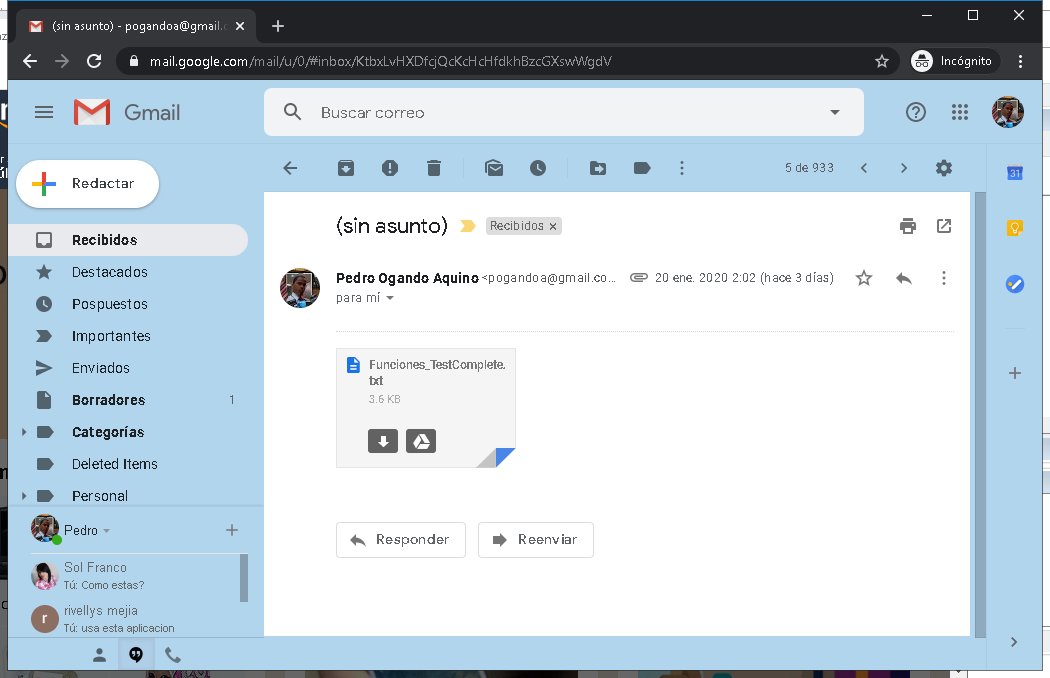 (sin asunto) - pogandoa@gmail.c
mail.google.com/mail/u/0/#inbox/KtbxLvHXDfcjQcKcHcHfdkhBzcGXswWgdV
Incógnito
Gmail
Buscar correo
Redactar
5 de 933
31
Recibidos
Destacados
Pospuestos
Importantes
Enviados
Borradores 1
Categorías
Deleted Items
Personal
Pedro
Sol Franco
Tú: Como estas?
r
rivellys mejia
Tú: usa esta aplicacion
(sin asunto)
Recibidos x
Pedro Ogando Aquino <pogandoa@gmail.co... 20 ene. 2020 2:02 (hace 3 días)
para mí
Funciones_TestComplete.
txt
3.6 KB
Responder
Reenviar